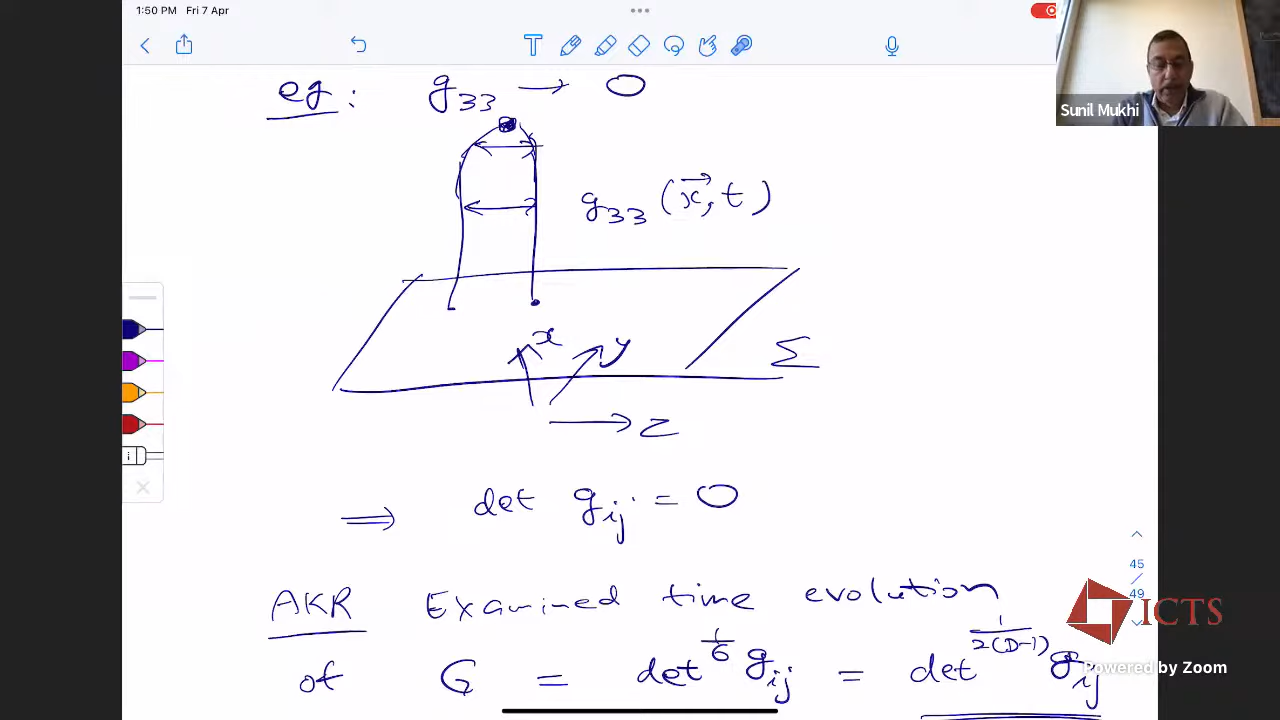 1:50 PM Fri 7 Apr
eg: g₃₃ → 0
Sunil Mukhi
g₃₃ (x⃗, t)
x
y
Σ
z
⟹ det gᵢⱼ = 0
45
/
49
AKR Examined time evolution
of G = det^{1/6} gᵢⱼ = det^{1/2(D-1)} gᵢⱼ
ICTS
Powered by Zoom
T
i